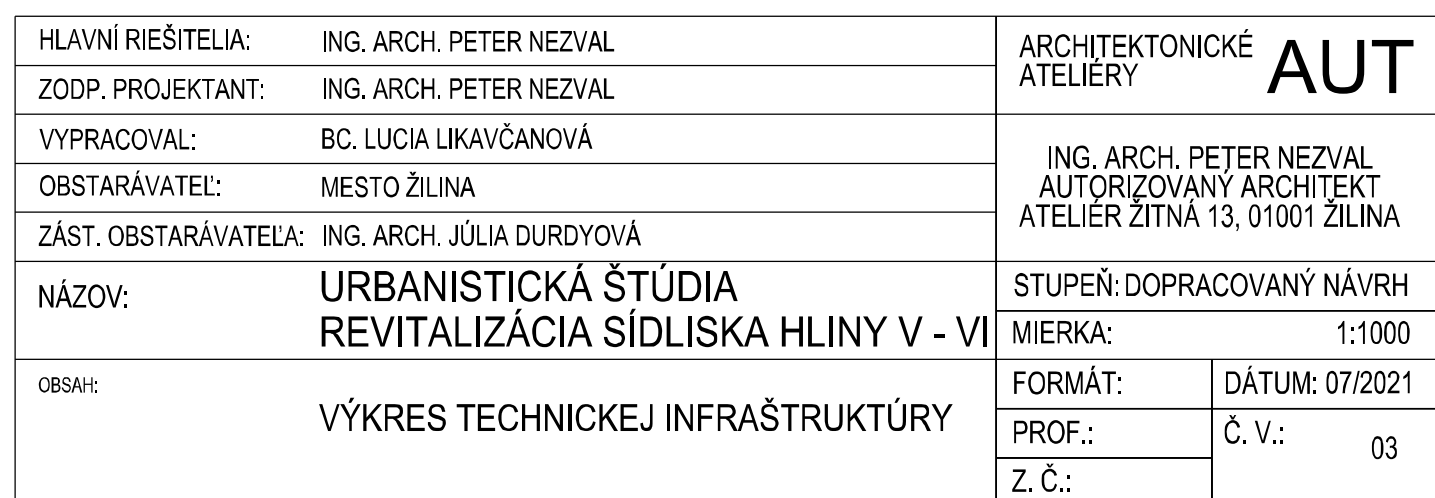 HLAVNÍ RIEŠITELIA: ING. ARCH. PETER NEZVAL
ZODP. PROJEKTANT: ING. ARCH. PETER NEZVAL
VYPRACOVAL: BC. LUCIA LIKAVČANOVÁ
OBSTARÁVATEĽ: MESTO ŽILINA
ZÁST. OBSTARÁVATEĽA: ING. ARCH. JÚLIA DURDYOVÁ
NÁZOV: URBANISTICKÁ ŠTÚDIA
REVITALIZÁCIA SÍDLISKA HLINY V - VI
OBSAH:
VÝKRES TECHNICKEJ INFRAŠTRUKTÚRY
ARCHITEKTONICKÉ
ATELIÉRY
AUT
ING. ARCH. PETER NEZVAL
AUTORIZOVANÝ ARCHITEKT
ATELIÉR ŽITNÁ 13, 01001 ŽILINA
STUPEŇ: DOPRACOVANÝ NÁVRH
MIERKA: 1:1000
FORMÁT: DÁTUM: 07/2021
PROF.: Č. V.: 03
Z. Č.: